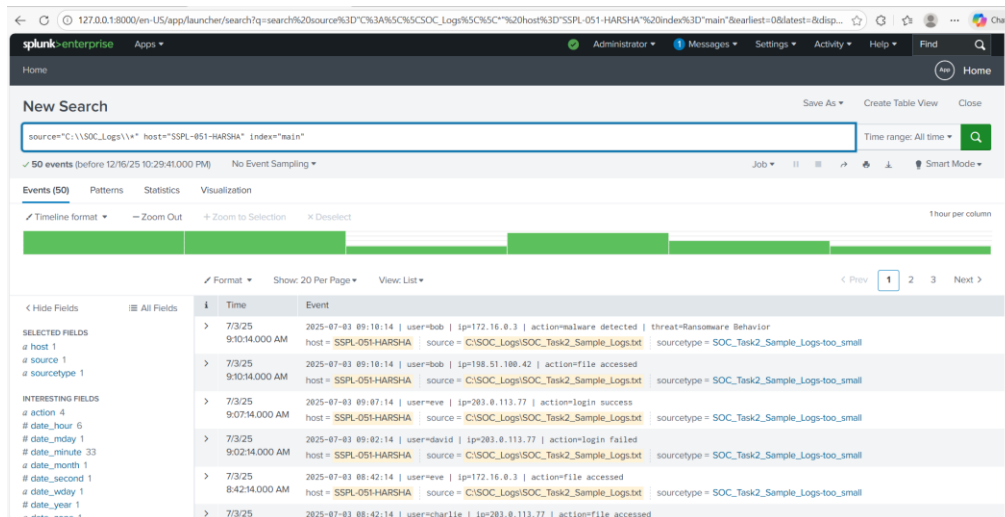 127.0.0.1:8000/en-US/app/launcher/search?q=search%20source%3D"C%3A%5C%5CSOC_Logs%5C%5C*"%20host%3D"SSPL-051-HARSHA"%20index%3D"main"&earliest=0&latest=&disp...
splunk>enterprise Apps Administrator 1 Messages Settings Activity Help Find
Home App Home
New Search Save As Create Table View Close
source="C:\\SOC_Logs\\*" host="SSPL-051-HARSHA" index="main" Time range: All time
50 events (before 12/16/25 10:29:41.000 PM) No Event Sampling Job Smart Mode
Events (50) Patterns Statistics Visualization
Timeline format — Zoom Out + Zoom to Selection × Deselect 1 hour per column
Format Show: 20 Per Page View: List < Prev 1 2 3 Next >
< Hide Fields All Fields i Time Event
SELECTED FIELDS
a host 1
a source 1
a sourcetype 1
INTERESTING FIELDS
a action 4
# date_hour 6
# date_mday 1
# date_minute 33
a date_month 1
# date_second 1
a date_wday 1
# date_year 1
> 7/3/25 9:10:14.000 AM
2025-07-03 09:10:14 | user=bob | ip=172.16.0.3 | action=malware detected | threat=Ransomware Behavior
host = SSPL-051-HARSHA source = C:\SOC_Logs\SOC_Task2_Sample_Logs.txt sourcetype = SOC_Task2_Sample_Logs-too_small
> 7/3/25 9:10:14.000 AM
2025-07-03 09:10:14 | user=bob | ip=198.51.100.42 | action=file accessed
host = SSPL-051-HARSHA source = C:\SOC_Logs\SOC_Task2_Sample_Logs.txt sourcetype = SOC_Task2_Sample_Logs-too_small
> 7/3/25 9:07:14.000 AM
2025-07-03 09:07:14 | user=eve | ip=203.0.113.77 | action=login success
host = SSPL-051-HARSHA source = C:\SOC_Logs\SOC_Task2_Sample_Logs.txt sourcetype = SOC_Task2_Sample_Logs-too_small
> 7/3/25 9:02:14.000 AM
2025-07-03 09:02:14 | user=david | ip=203.0.113.77 | action=login failed
host = SSPL-051-HARSHA source = C:\SOC_Logs\SOC_Task2_Sample_Logs.txt sourcetype = SOC_Task2_Sample_Logs-too_small
> 7/3/25 8:42:14.000 AM
2025-07-03 08:42:14 | user=eve | ip=172.16.0.3 | action=file accessed
host = SSPL-051-HARSHA source = C:\SOC_Logs\SOC_Task2_Sample_Logs.txt sourcetype = SOC_Task2_Sample_Logs-too_small
> 7/3/25
2025-07-03 08:42:14 | user=charlie | ip=203.0.113.77 | action=file accessed